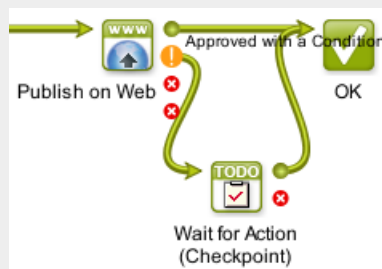 WWW
Approved with a Condition
Publish on Web
OK
TODO
Wait for Action
(Checkpoint)